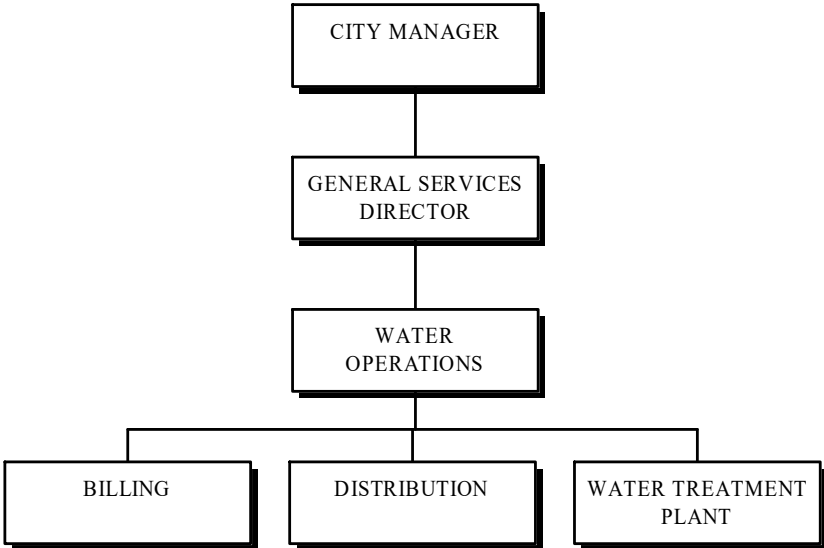 CITY MANAGER
GENERAL SERVICES
DIRECTOR
WATER
OPERATIONS
BILLING
DISTRIBUTION
WATER TREATMENT
PLANT